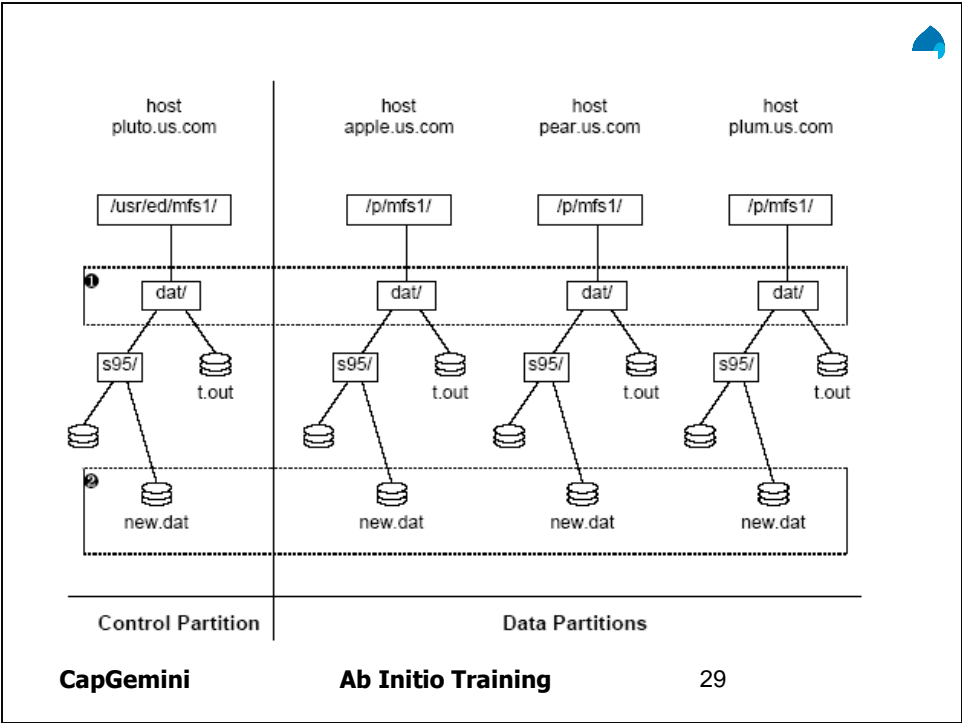 host host host host
pluto.us.com apple.us.com pear.us.com plum.us.com
/usr/ed/mfs1/ /p/mfs1/ /p/mfs1/ /p/mfs1/
❶
dat/ dat/ dat/ dat/
s95/ s95/ s95/ s95/
t.out t.out t.out t.out
❷
new.dat new.dat new.dat new.dat
Control Partition Data Partitions
CapGemini Ab Initio Training 29